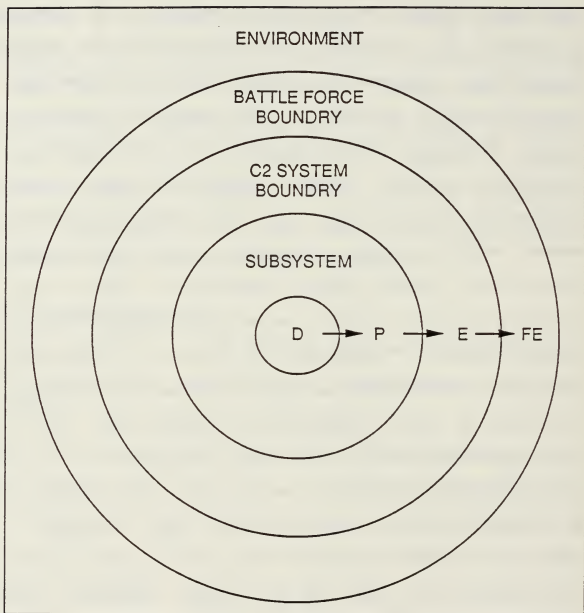 ENVIRONMENT
BATTLE FORCE
BOUNDRY
C2 SYSTEM
BOUNDRY
SUBSYSTEM
D P E FE